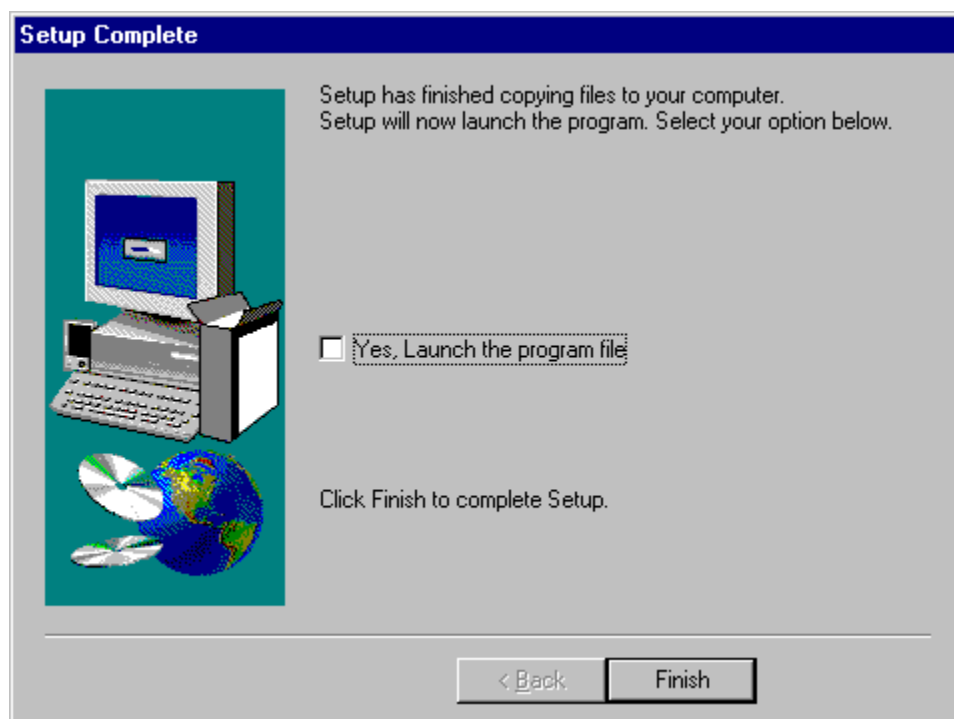 Setup Complete
Setup has finished copying files to your computer.
Setup will now launch the program. Select your option below.
Yes, Launch the program file
Click Finish to complete Setup.
< Back
Finish